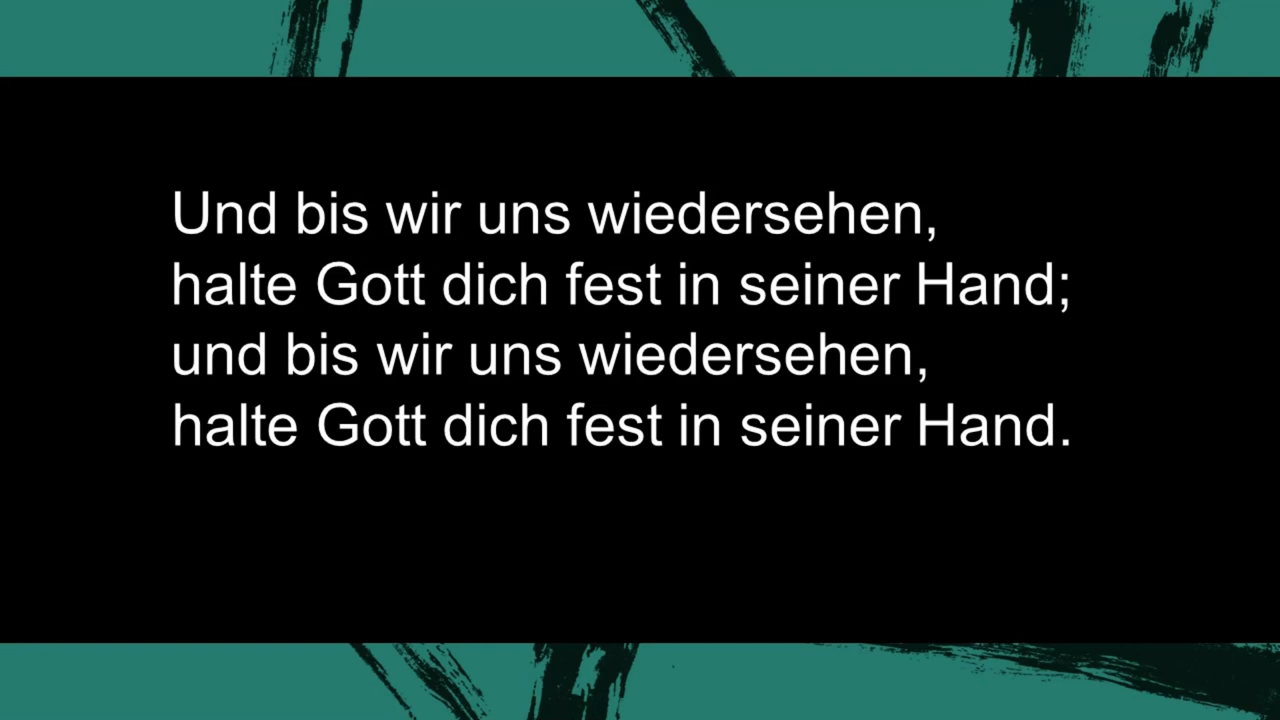 Und bis wir uns wiedersehen,
halte Gott dich fest in seiner Hand;
und bis wir uns wiedersehen,
halte Gott dich fest in seiner Hand.